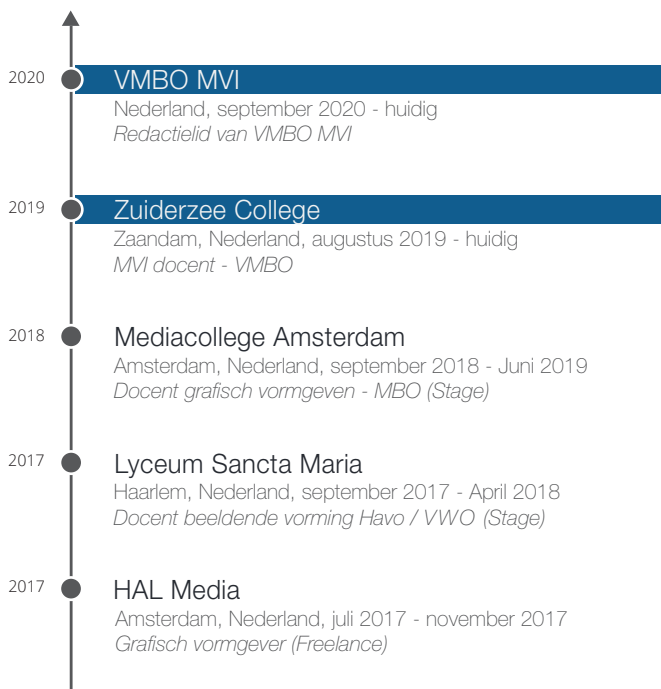 2020
VMBO MVI
Nederland, september 2020 - huidig
Redactielid van VMBO MVI
2019
Zuiderzee College
Zaandam, Nederland, augustus 2019 - huidig
MVI docent - VMBO
2018
Mediacollege Amsterdam
Amsterdam, Nederland, september 2018 - Juni 2019
Docent grafisch vormgeven - MBO (Stage)
2017
Lyceum Sancta Maria
Haarlem, Nederland, september 2017 - April 2018
Docent beeldende vorming Havo / VWO (Stage)
2017
HAL Media
Amsterdam, Nederland, juli 2017 - november 2017
Grafisch vormgever (Freelance)